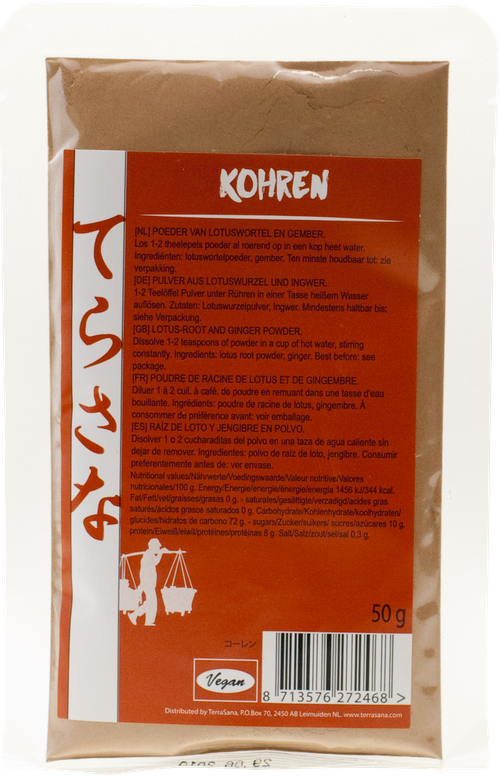 KOHREN
てらさな
[NL] POEDER VAN LOTUSWORTEL EN GEMBER.
Los 1-2 theelepels poeder al roerend op in een kop heet water.
Ingrediënten: lotuswortelpoeder, gember. Ten minste houdbaar tot: zie
verpakking.
[DE] PULVER AUS LOTUSWURZEL UND INGWER.
1-2 Teelöffel Pulver unter Rühren in einer Tasse heißem Wasser
auflösen. Zutaten: Lotuswurzelpulver, Ingwer. Mindestens haltbar bis:
siehe Verpackung.
[GB] LOTUS-ROOT AND GINGER POWDER.
Dissolve 1-2 teaspoons of powder in a cup of hot water, stirring
constantly. Ingredients: lotus root powder, ginger. Best before: see
package.
[FR] POUDRE DE RACINE DE LOTUS ET DE GINGEMBRE.
Diluer 1 à 2 cuil. à café. de poudre en remuant dans une tasse d'eau
bouillante. Ingrédients: poudre de racine de lotus, gingembre. À
consommer de préférence avant: voir emballage.
[ES] RAÍZ DE LOTO Y JENGIBRE EN POLVO.
Disolver 1 o 2 cucharaditas del polvo en una taza de agua caliente sin
dejar de remover. Ingredientes: polvo de raíz de loto, jengibre. Consumir
preferentemente antes de: ver envase.
Nutritional values/Nährwerte/Voedingswaarde/Valeur nutritive/Valores
nutricionales/100 g. Energy/Energie/energie/énergie/energía 1456 kJ/344 kcal.
Fat/Fett/vet/graisses/grasas 0 g. - saturates/gesättigte/verzadigd/acides gras
saturés/ácidos grasos saturados 0 g. Carbohydrate/Kohlenhydrate/koolhydraten/
glucides/hidratos de carbono 72 g. - sugars/Zucker/suikers/ sucres/azúcares 10 g.
protein/Eiweiß/eiwit/protéines/protéinas 8 g. Salt/Salz/zout/sel/sal 0,3 g.
50 g
コーレン
Vegan
8 713576 272468 >
Distributed by TerraSana, P.O.Box 70, 2450 AB Leimuiden NL. www.terrasana.com